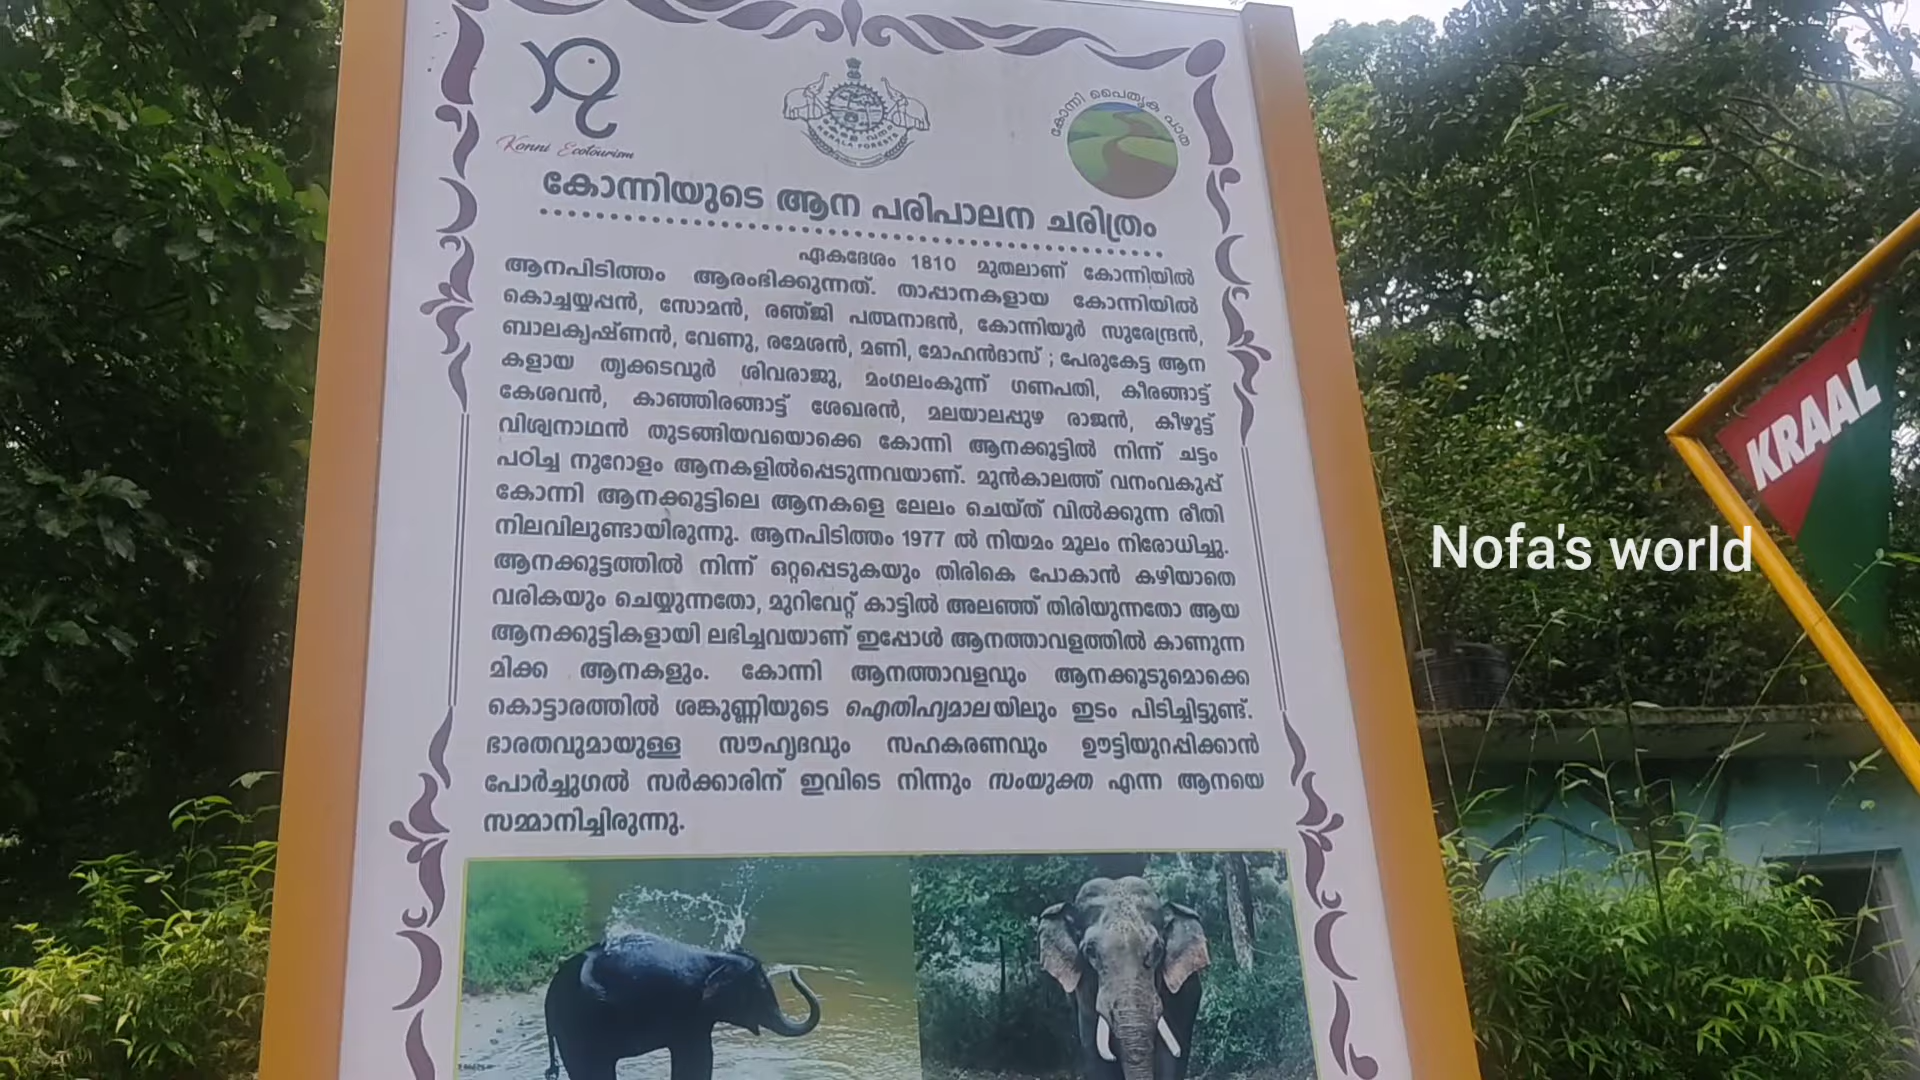 Konni Ecotourism
KERALA FORESTS
കോന്നി പൈതൃക പാത
കോന്നിയുടെ ആന പരിപാലന ചരിത്രം
ഏകദേശം 1810 മുതലാണ് കോന്നിയിൽ
ആനപിടിത്തം ആരംഭിക്കുന്നത്. താപ്പാനകളായ കോന്നിയിൽ
കൊച്ചയ്യപ്പൻ, സോമൻ, രഞ്ജി പത്മനാഭൻ, കോന്നിയൂർ സുരേന്ദ്രൻ,
ബാലകൃഷ്ണൻ, വേണു, രമേശൻ, മണി, മോഹൻദാസ് ; പേരുകേട്ട ആന
കളായ തൃക്കടവൂർ ശിവരാജു, മംഗലംകുന്ന് ഗണപതി, കീരങ്ങാട്ട്
കേശവൻ, കാഞ്ഞിരങ്ങാട്ട് ശേഖരൻ, മലയാലപ്പുഴ രാജൻ, കീഴൂട്ട്
വിശ്വനാഥൻ തുടങ്ങിയവയൊക്കെ കോന്നി ആനക്കൂട്ടിൽ നിന്ന് ചട്ടം
പഠിച്ച നൂറോളം ആനകളിൽപ്പെടുന്നവയാണ്. മുൻകാലത്ത് വനംവകുപ്പ്
കോന്നി ആനക്കൂട്ടിലെ ആനകളെ ലേലം ചെയ്ത് വിൽക്കുന്ന രീതി
നിലവിലുണ്ടായിരുന്നു. ആനപിടിത്തം 1977 ൽ നിയമം മൂലം നിരോധിച്ചു.
ആനക്കൂട്ടത്തിൽ നിന്ന് ഒറ്റപ്പെടുകയും തിരികെ പോകാൻ കഴിയാതെ
വരികയും ചെയ്യുന്നതോ, മുറിവേറ്റ് കാട്ടിൽ അലഞ്ഞ് തിരിയുന്നതോ ആയ
ആനക്കുട്ടികളായി ലഭിച്ചവയാണ് ഇപ്പോൾ ആനത്താവളത്തിൽ കാണുന്ന
മിക്ക ആനകളും. കോന്നി ആനത്താവളവും ആനക്കൂടുമൊക്കെ
കൊട്ടാരത്തിൽ ശങ്കുണ്ണിയുടെ ഐതിഹ്യമാലയിലും ഇടം പിടിച്ചിട്ടുണ്ട്.
ഭാരതവുമായുള്ള സൗഹൃദവും സഹകരണവും ഊട്ടിയുറപ്പിക്കാൻ
പോർച്ചുഗൽ സർക്കാരിന് ഇവിടെ നിന്നും സംയുക്ത എന്ന ആനയെ
സമ്മാനിച്ചിരുന്നു.
KRAAL
Nofa's world